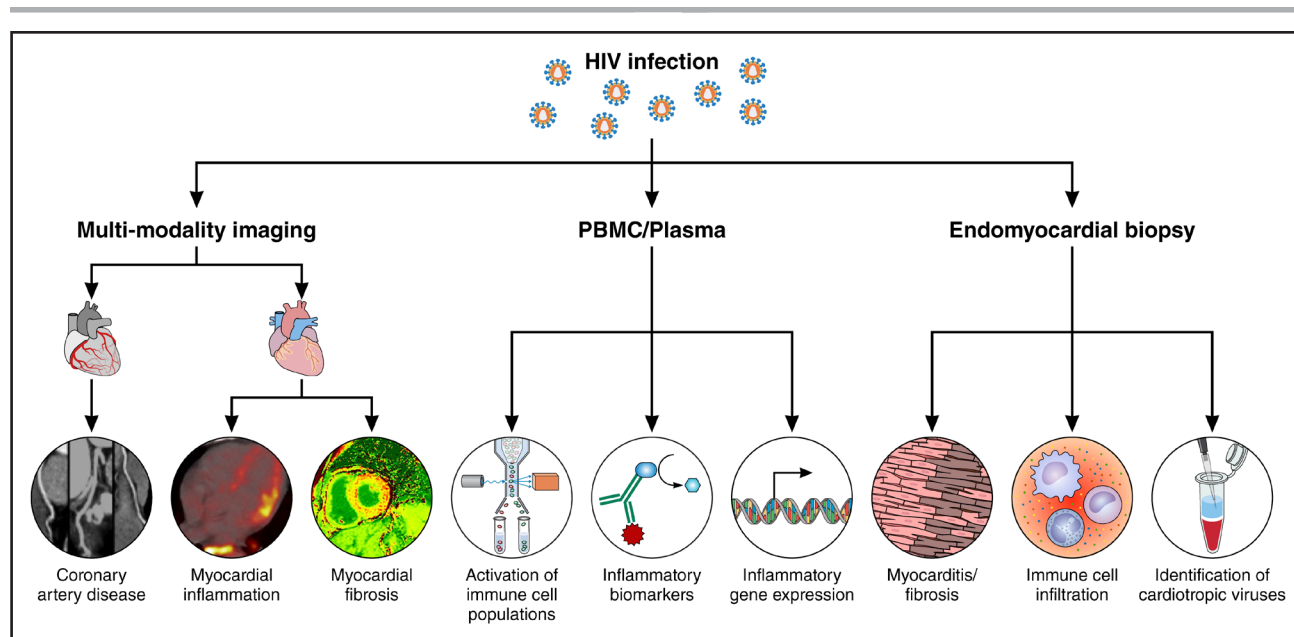 HIV infection
Multi-modality imaging
PBMC/Plasma
Endomyocardial biopsy
Coronary
artery disease
Myocardial
inflammation
Myocardial
fibrosis
Activation of
immune cell
populations
Inflammatory
biomarkers
Inflammatory
gene expression
Myocarditis/
fibrosis
Immune cell
infiltration
Identification of
cardiotropic viruses